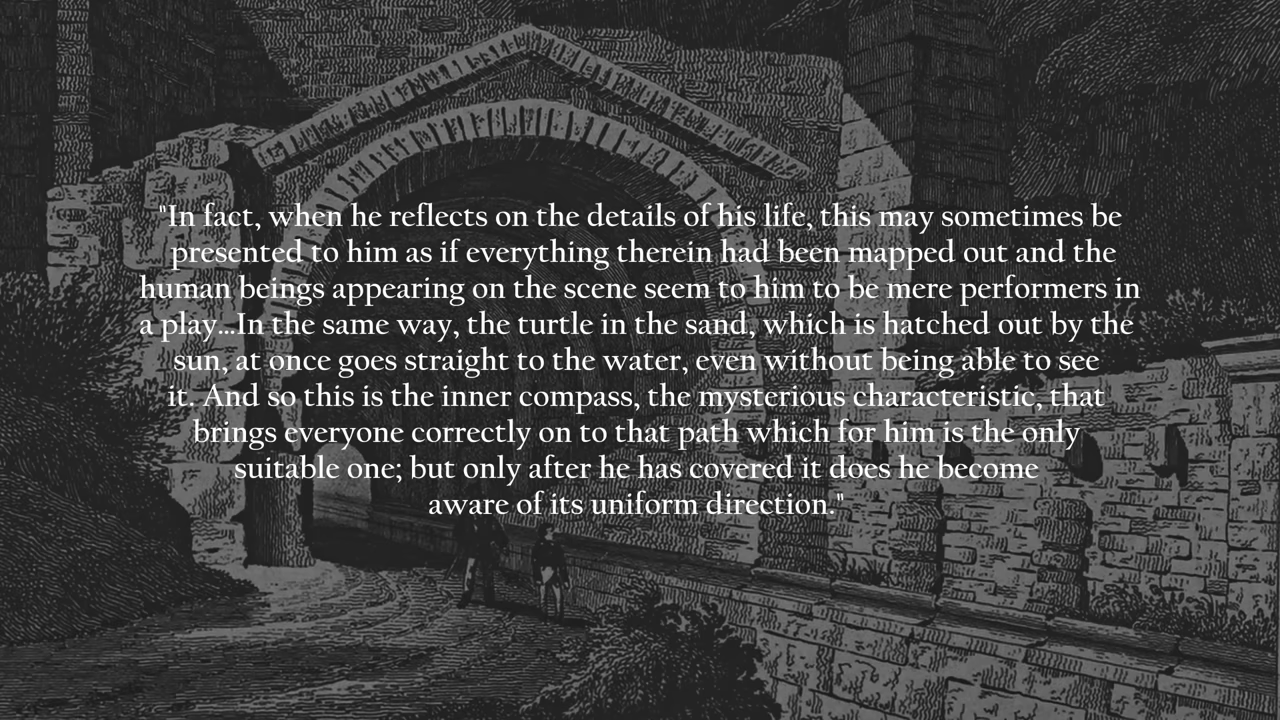 "In fact, when he reflects on the details of his life, this may sometimes be
presented to him as if everything therein had been mapped out and the
human beings appearing on the scene seem to him to be mere performers in
a play...In the same way, the turtle in the sand, which is hatched out by the
sun, at once goes straight to the water, even without being able to see
it. And so this is the inner compass, the mysterious characteristic, that
brings everyone correctly on to that path which for him is the only
suitable one; but only after he has covered it does he become
aware of its uniform direction."